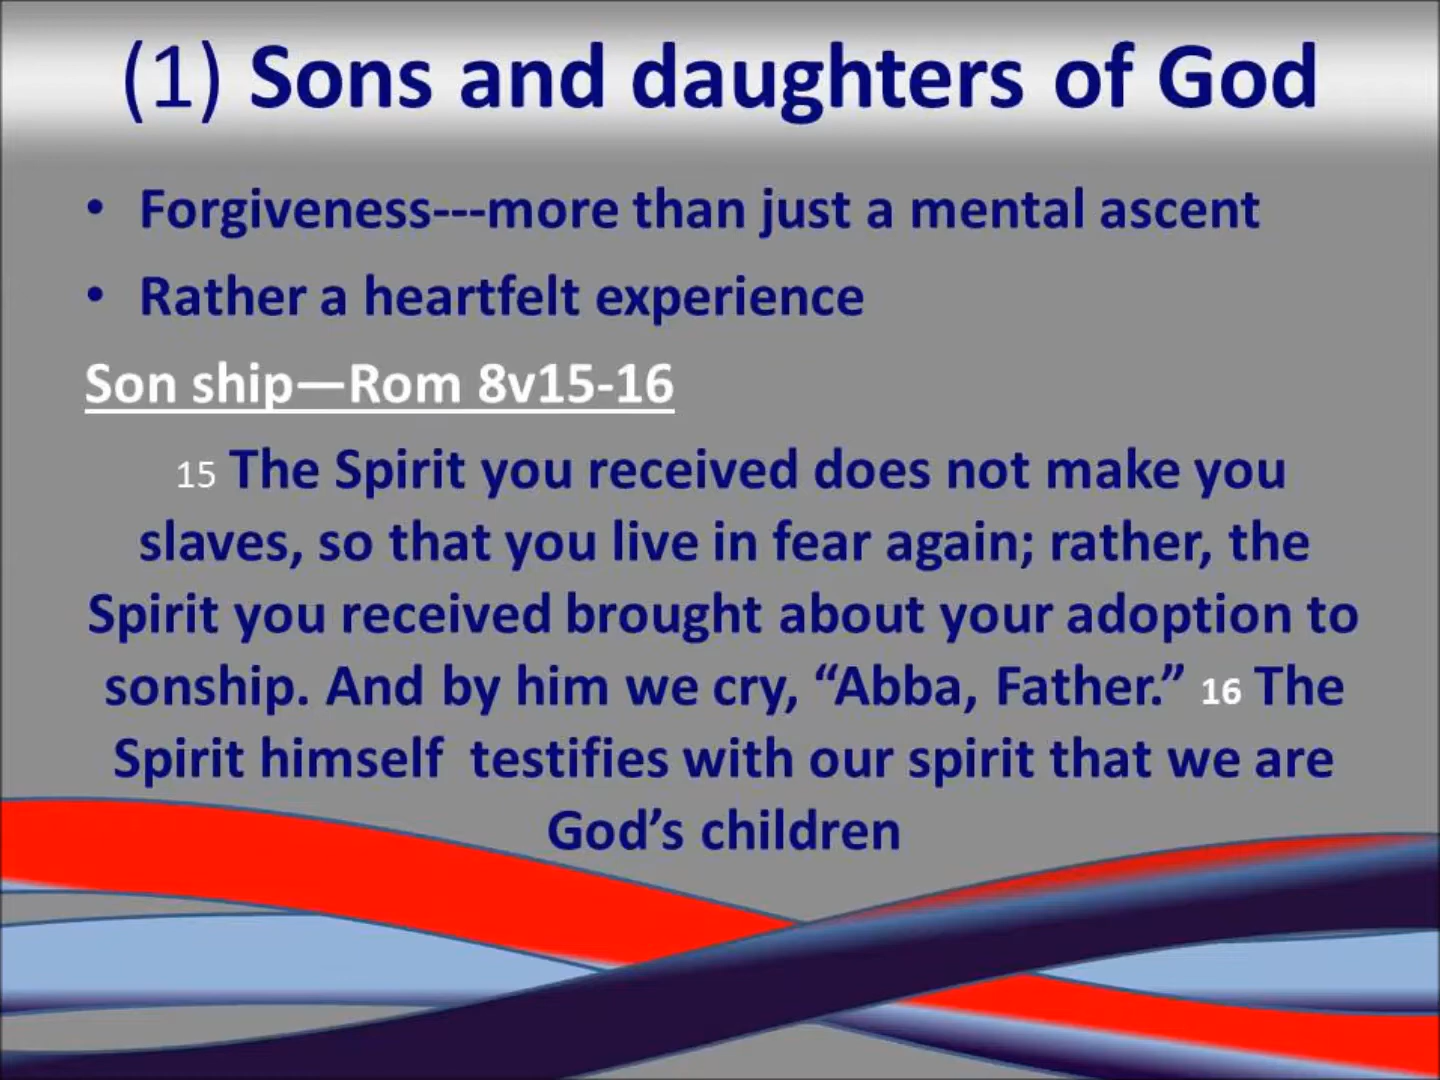 (1) Sons and daughters of God
• Forgiveness---more than just a mental ascent
• Rather a heartfelt experience
Son ship—Rom 8v15-16
15 The Spirit you received does not make you
slaves, so that you live in fear again; rather, the
Spirit you received brought about your adoption to
sonship. And by him we cry, “Abba, Father.” 16 The
Spirit himself  testifies with our spirit that we are
God’s children